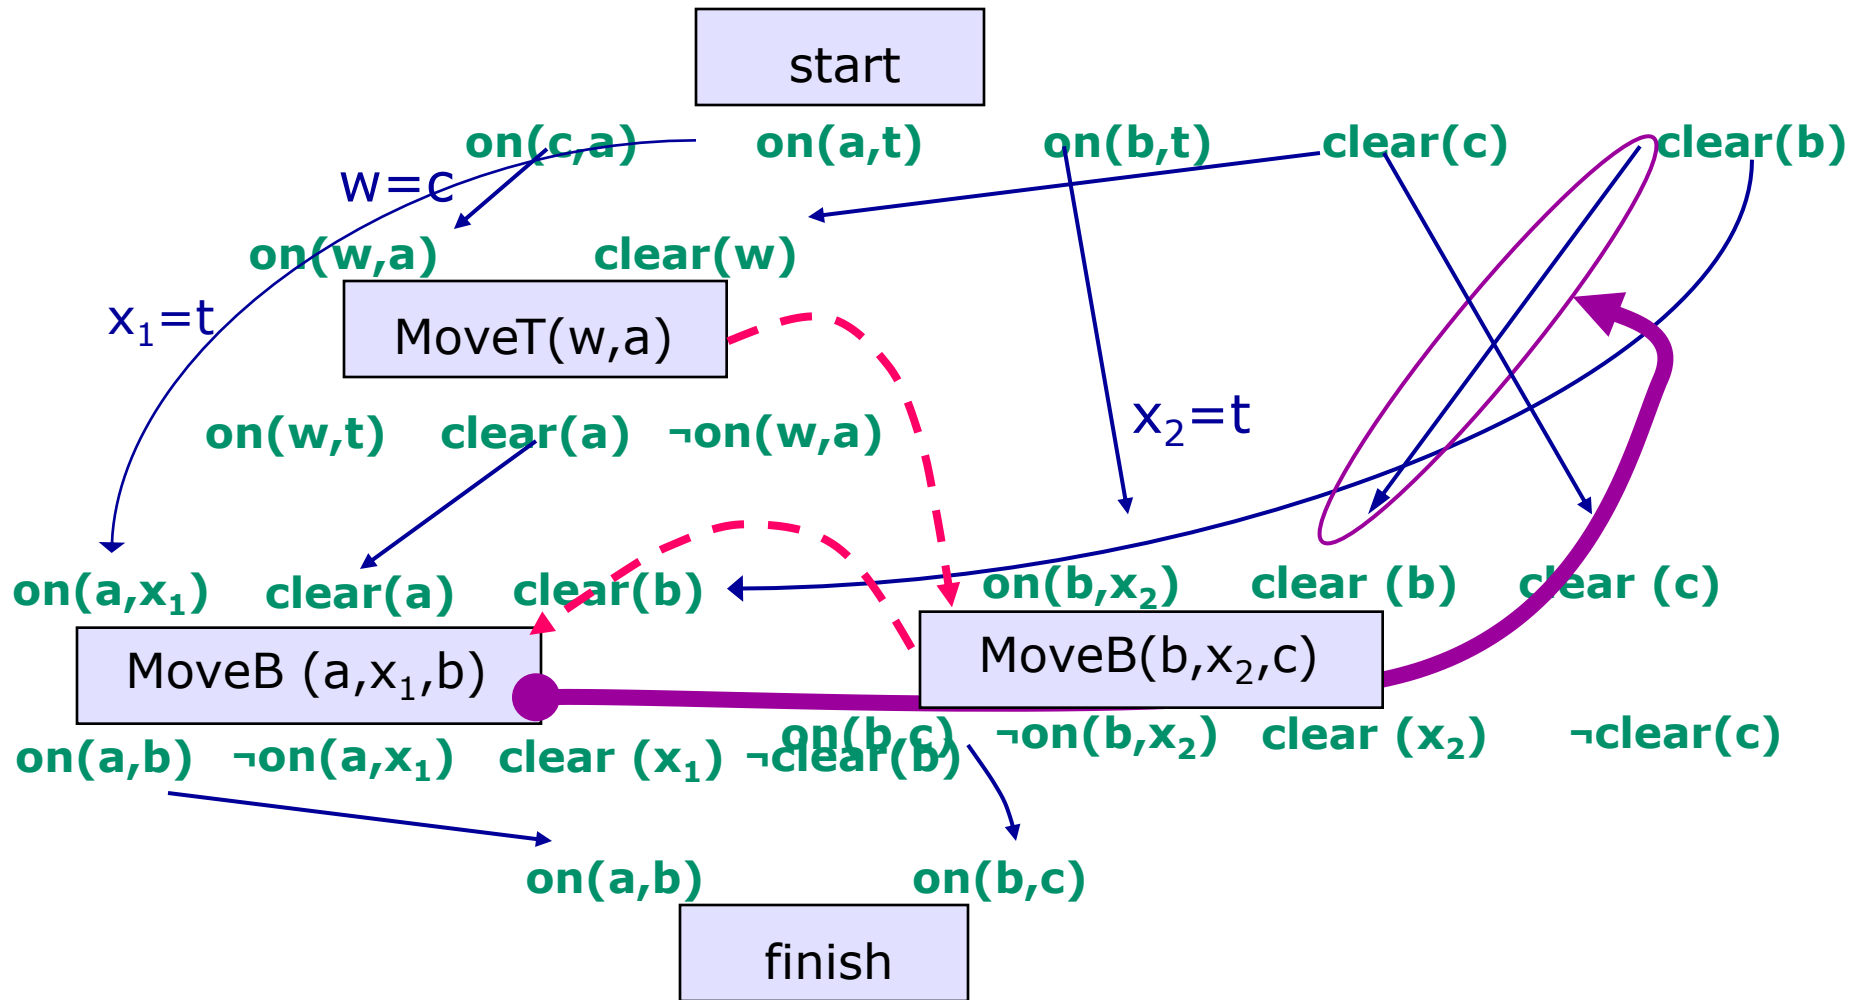 start
on(c,a) on(a,t) on(b,t) clear(c) clear(b)
w=c
on(w,a) clear(w)
x₁=t
MoveT(w,a)
x₂=t
on(w,t) clear(a) ¬on(w,a)
on(a,x₁) clear(a) clear(b) on(b,x₂) clear (b) clear (c)
MoveB (a,x₁,b) MoveB(b,x₂,c)
on(b,c) ¬on(b,x₂) clear (x₂) ¬clear(c)
on(a,b) ¬on(a,x₁) clear (x₁) ¬clear(b)
on(a,b) on(b,c)
finish